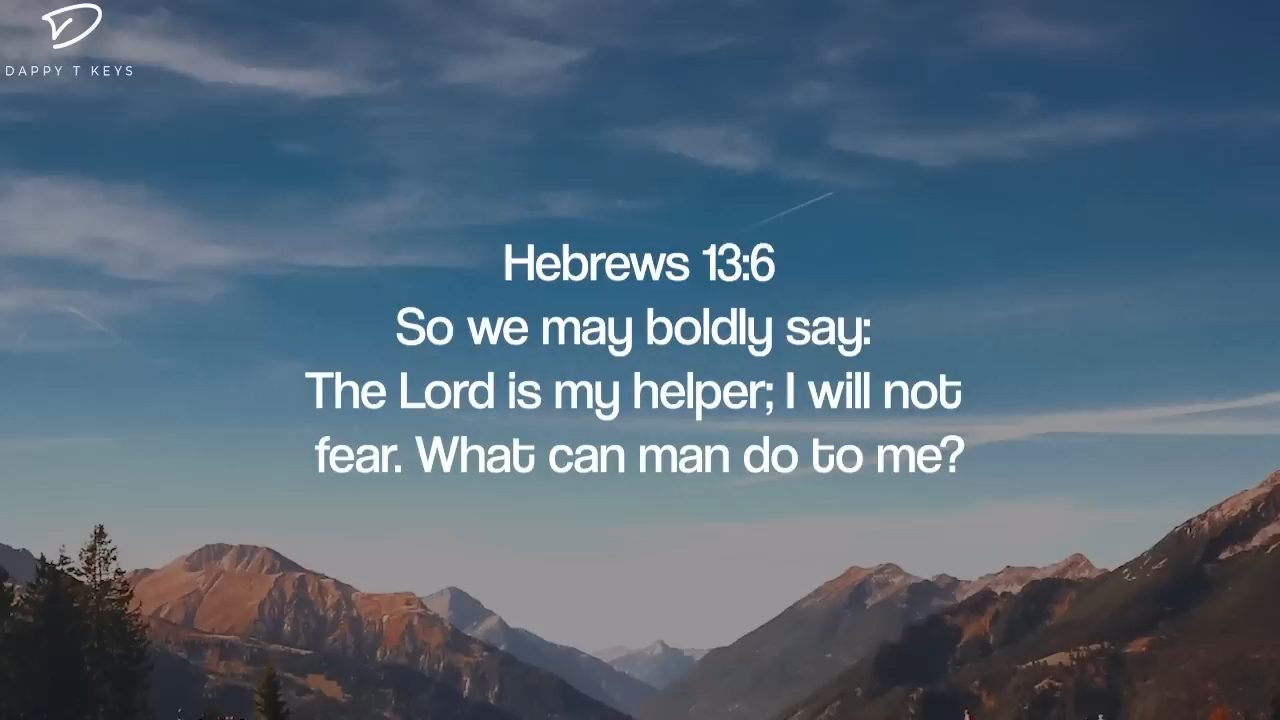 DAPPY T KEYS
Hebrews 13:6
So we may boldly say:
The Lord is my helper; I will not
fear. What can man do to me?